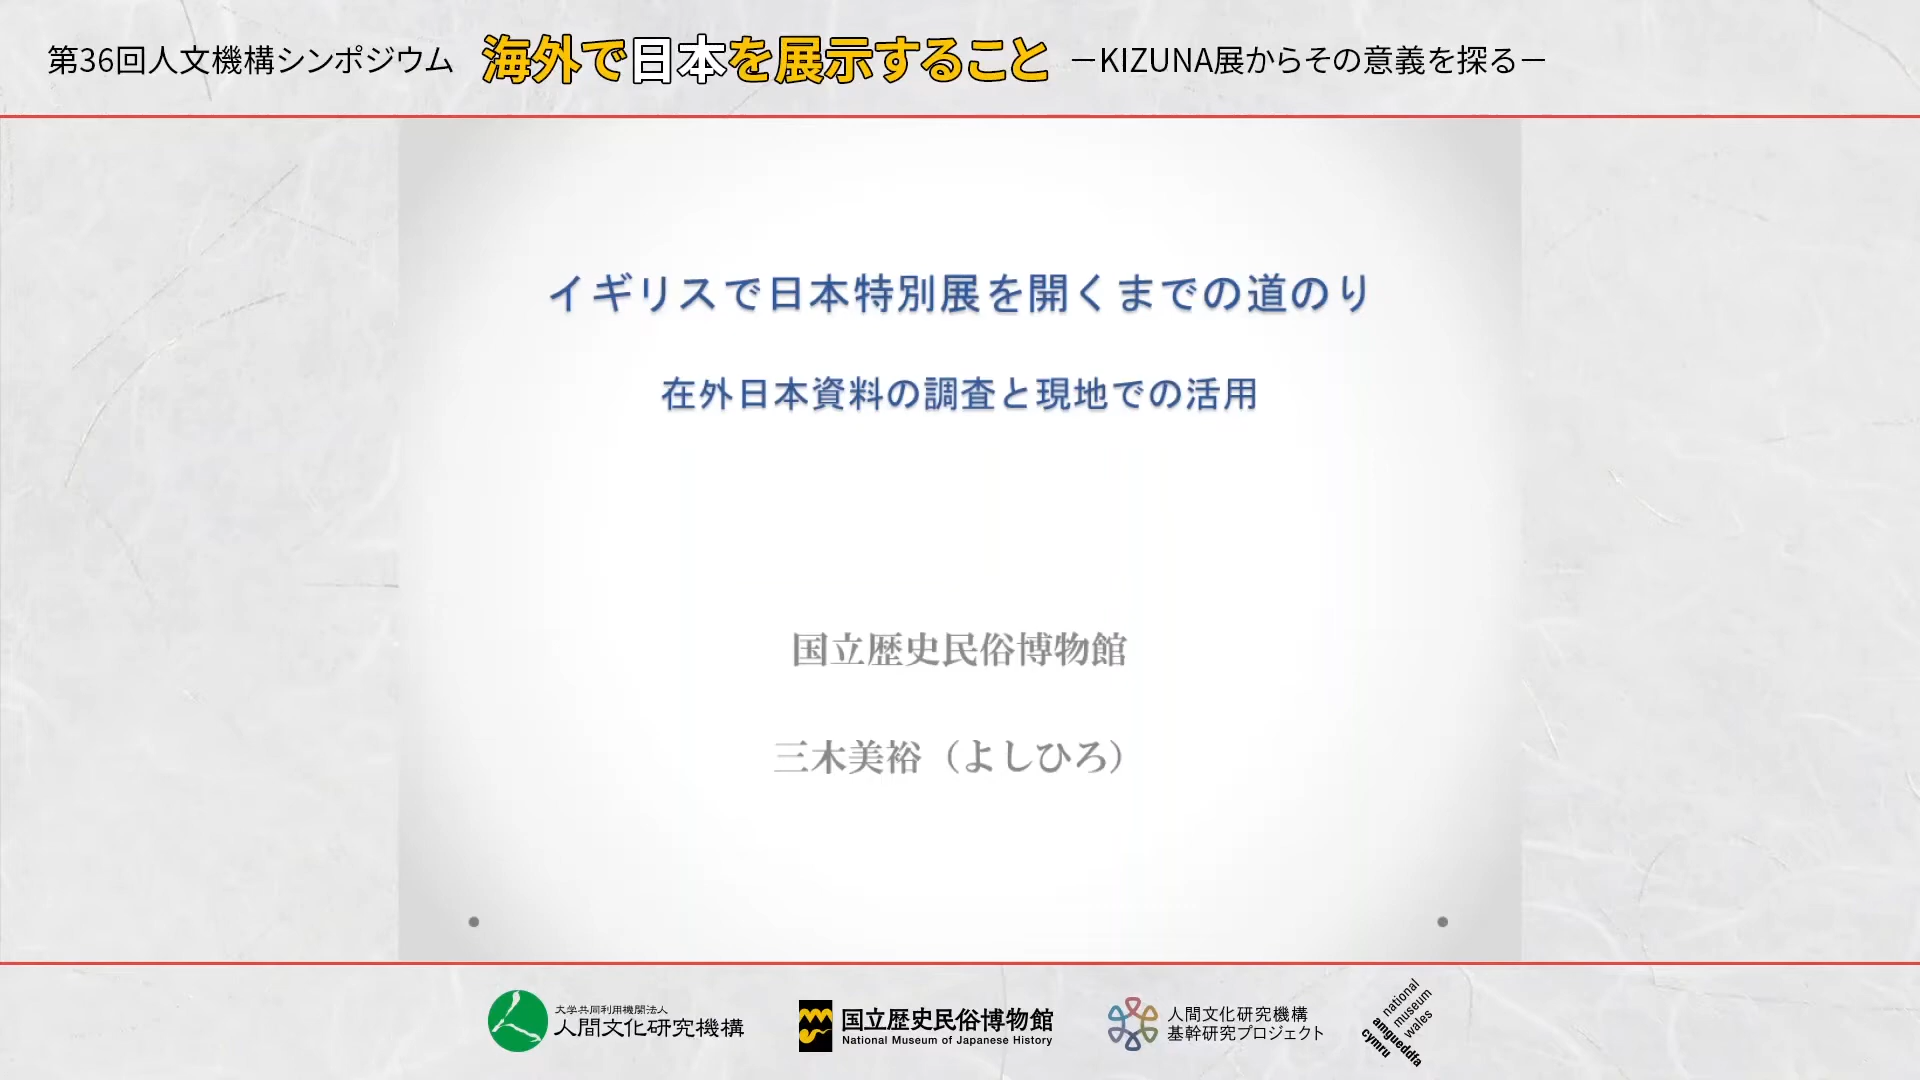 第36回人文機構シンポジウム 海外で日本を展示すること －KIZUNA展からその意義を探る－
イギリスで日本特別展を開くまでの道のり
在外日本資料の調査と現地での活用
国立歴史民俗博物館
三木美裕（よしひろ）
大学共同利用機関法人
人間文化研究機構
国立歴史民俗博物館
National Museum of Japanese History
人間文化研究機構
基幹研究プロジェクト
national
museum
wales
amgueddfa
cymru